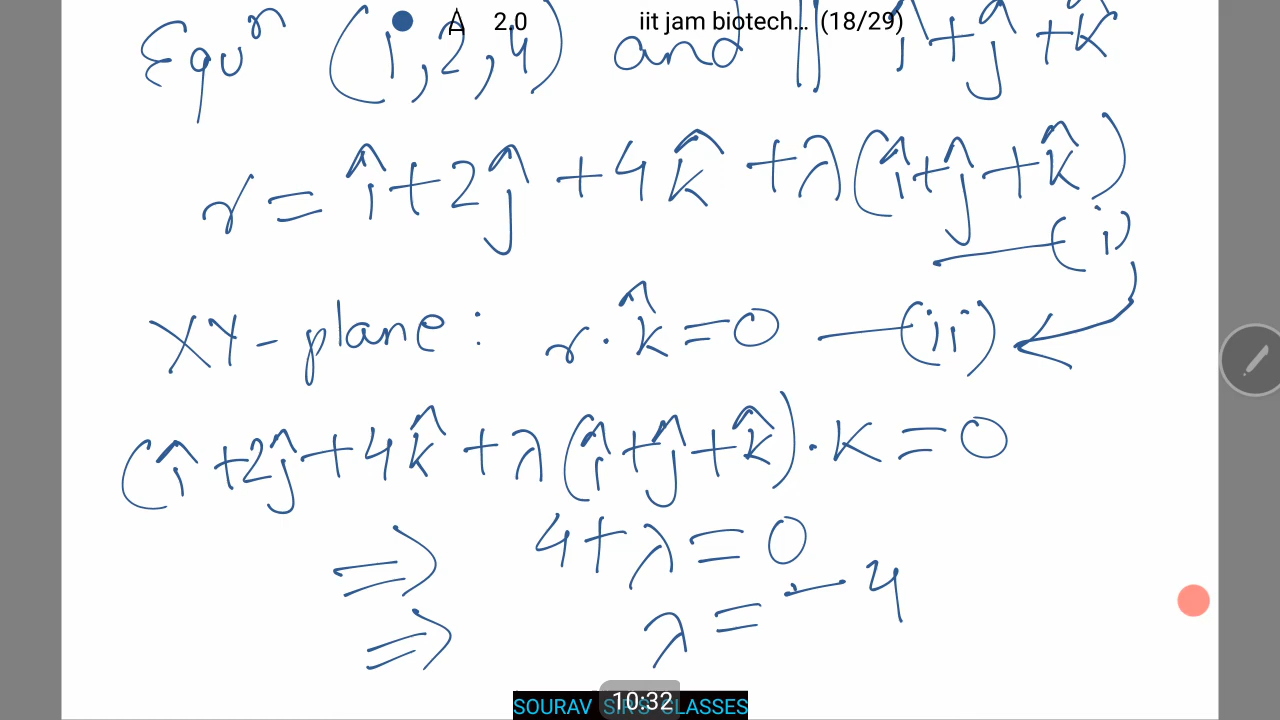 A 2.0 iit jam biotech... (18/29)
Equⁿ (1,2,4) and || î+ĵ+k̂
r = î+2ĵ+4k̂+λ(î+ĵ+k̂)
—(i)
XY-plane: r.k̂=0 —(ii)
(î+2ĵ+4k̂+λ(î+ĵ+k̂).k=0
⇒ 4+λ=0
⇒ λ=-4
10:32
SOURAV SIR'S CLASSES